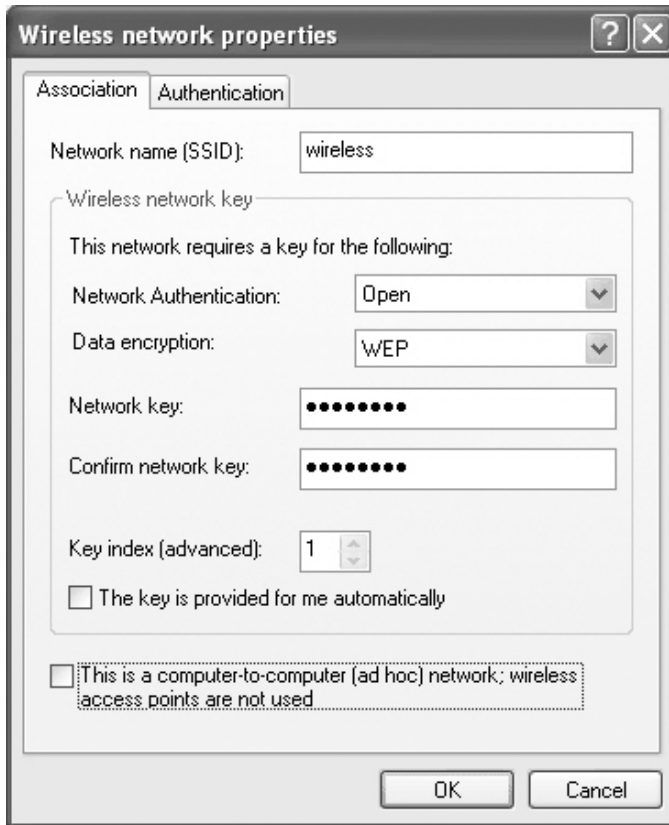 Wireless network properties
Association Authentication
Network name (SSID): wireless
Wireless network key
This network requires a key for the following:
Network Authentication: Open
Data encryption: WEP
Network key: ••••••••
Confirm network key: ••••••••
Key index (advanced): 1
The key is provided for me automatically
This is a computer-to-computer (ad hoc) network; wireless
access points are not used
OK Cancel